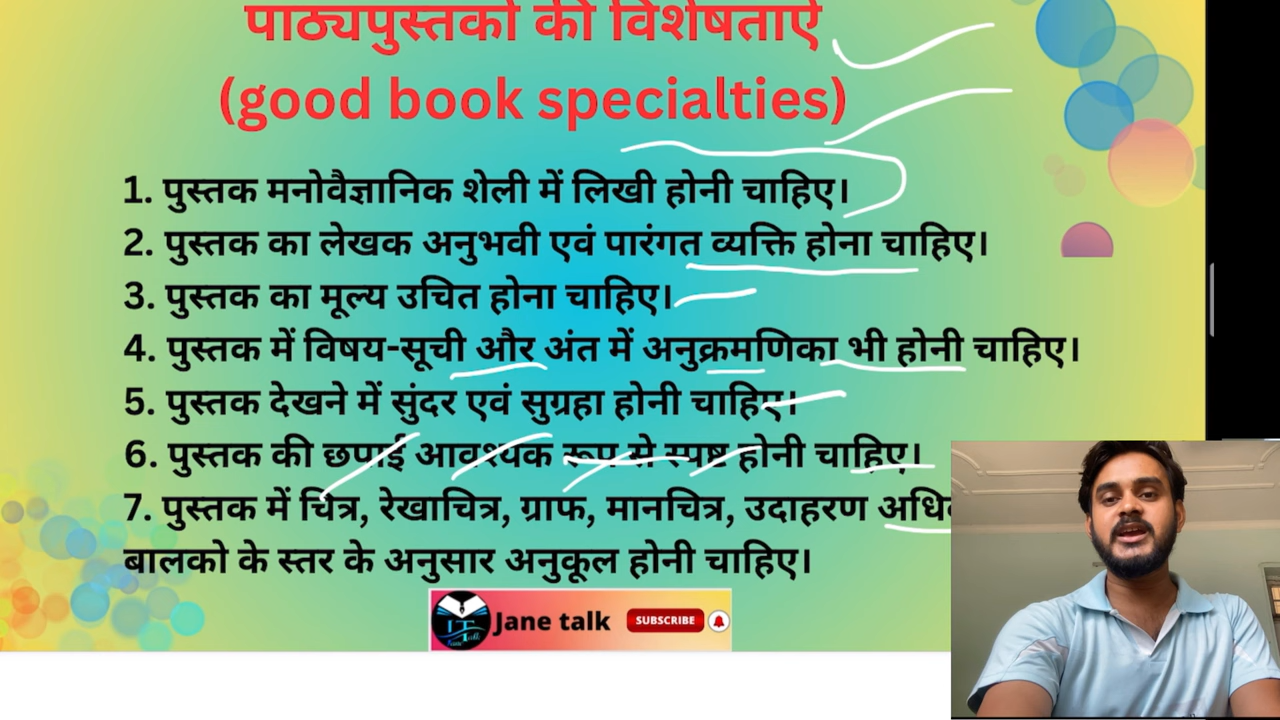 पाठ्यपुस्तकों की विशेषताएं
(good book specialties)
1. पुस्तक मनोवैज्ञानिक शेली में लिखी होनी चाहिए।
2. पुस्तक का लेखक अनुभवी एवं पारंगत व्यक्ति होना चाहिए।
3. पुस्तक का मूल्य उचित होना चाहिए।
4. पुस्तक में विषय-सूची और अंत में अनुक्रमणिका भी होनी चाहिए।
5. पुस्तक देखने में सुंदर एवं सुग्रहा होनी चाहिए।
6. पुस्तक की छपाई आवश्यक रूप से स्पष्ट होनी चाहिए।
7. पुस्तक में चित्र, रेखाचित्र, ग्राफ, मानचित्र, उदाहरण
बालको के स्तर के अनुसार अनुकूल होनी चाहिए।
Jane talk SUBSCRIBE